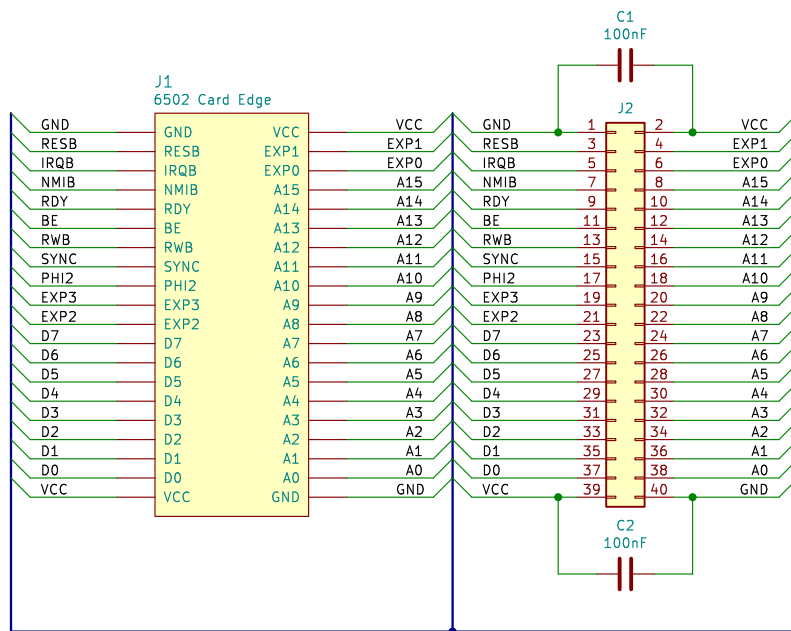 C1
100nF
J1
6502 Card Edge
J2
GND GND VCC VCC GND 1 2 VCC
RESB RESB EXP1 EXP1 RESB 3 4 EXP1
IRQB IRQB EXP0 EXP0 IRQB 5 6 EXP0
NMIB NMIB A15 A15 NMIB 7 8 A15
RDY RDY A14 A14 RDY 9 10 A14
BE BE A13 A13 BE 11 12 A13
RWB RWB A12 A12 RWB 13 14 A12
SYNC SYNC A11 A11 SYNC 15 16 A11
PHI2 PHI2 A10 A10 PHI2 17 18 A10
EXP3 EXP3 A9 A9 EXP3 19 20 A9
EXP2 EXP2 A8 A8 EXP2 21 22 A8
D7 D7 A7 A7 D7 23 24 A7
D6 D6 A6 A6 D6 25 26 A6
D5 D5 A5 A5 D5 27 28 A5
D4 D4 A4 A4 D4 29 30 A4
D3 D3 A3 A3 D3 31 32 A3
D2 D2 A2 A2 D2 33 34 A2
D1 D1 A1 A1 D1 35 36 A1
D0 D0 A0 A0 D0 37 38 A0
VCC VCC GND GND VCC 39 40 GND
C2
100nF